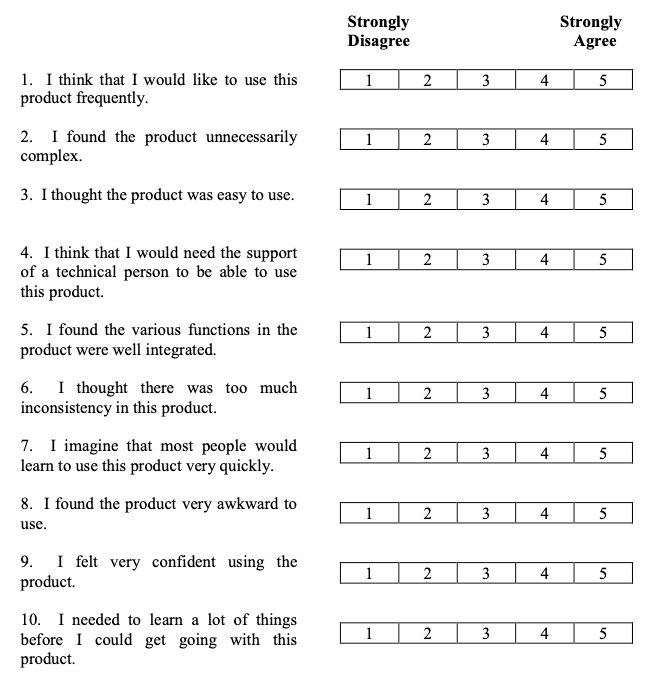 Strongly Disagree Strongly Agree
1. I think that I would like to use this
product frequently.
1 2 3 4 5
2. I found the product unnecessarily
complex.
1 2 3 4 5
3. I thought the product was easy to use.
1 2 3 4 5
4. I think that I would need the support
of a technical person to be able to use
this product.
1 2 3 4 5
5. I found the various functions in the
product were well integrated.
1 2 3 4 5
6. I thought there was too much
inconsistency in this product.
1 2 3 4 5
7. I imagine that most people would
learn to use this product very quickly.
1 2 3 4 5
8. I found the product very awkward to
use.
1 2 3 4 5
9. I felt very confident using the
product.
1 2 3 4 5
10. I needed to learn a lot of things
before I could get going with this
product.
1 2 3 4 5